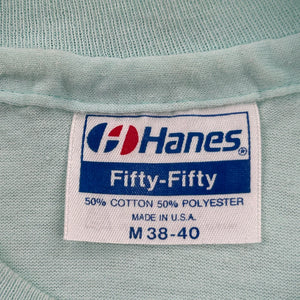 Hanes®
Fifty-Fifty
50% COTTON 50% POLYESTER
MADE IN U.S.A.
M 38-40